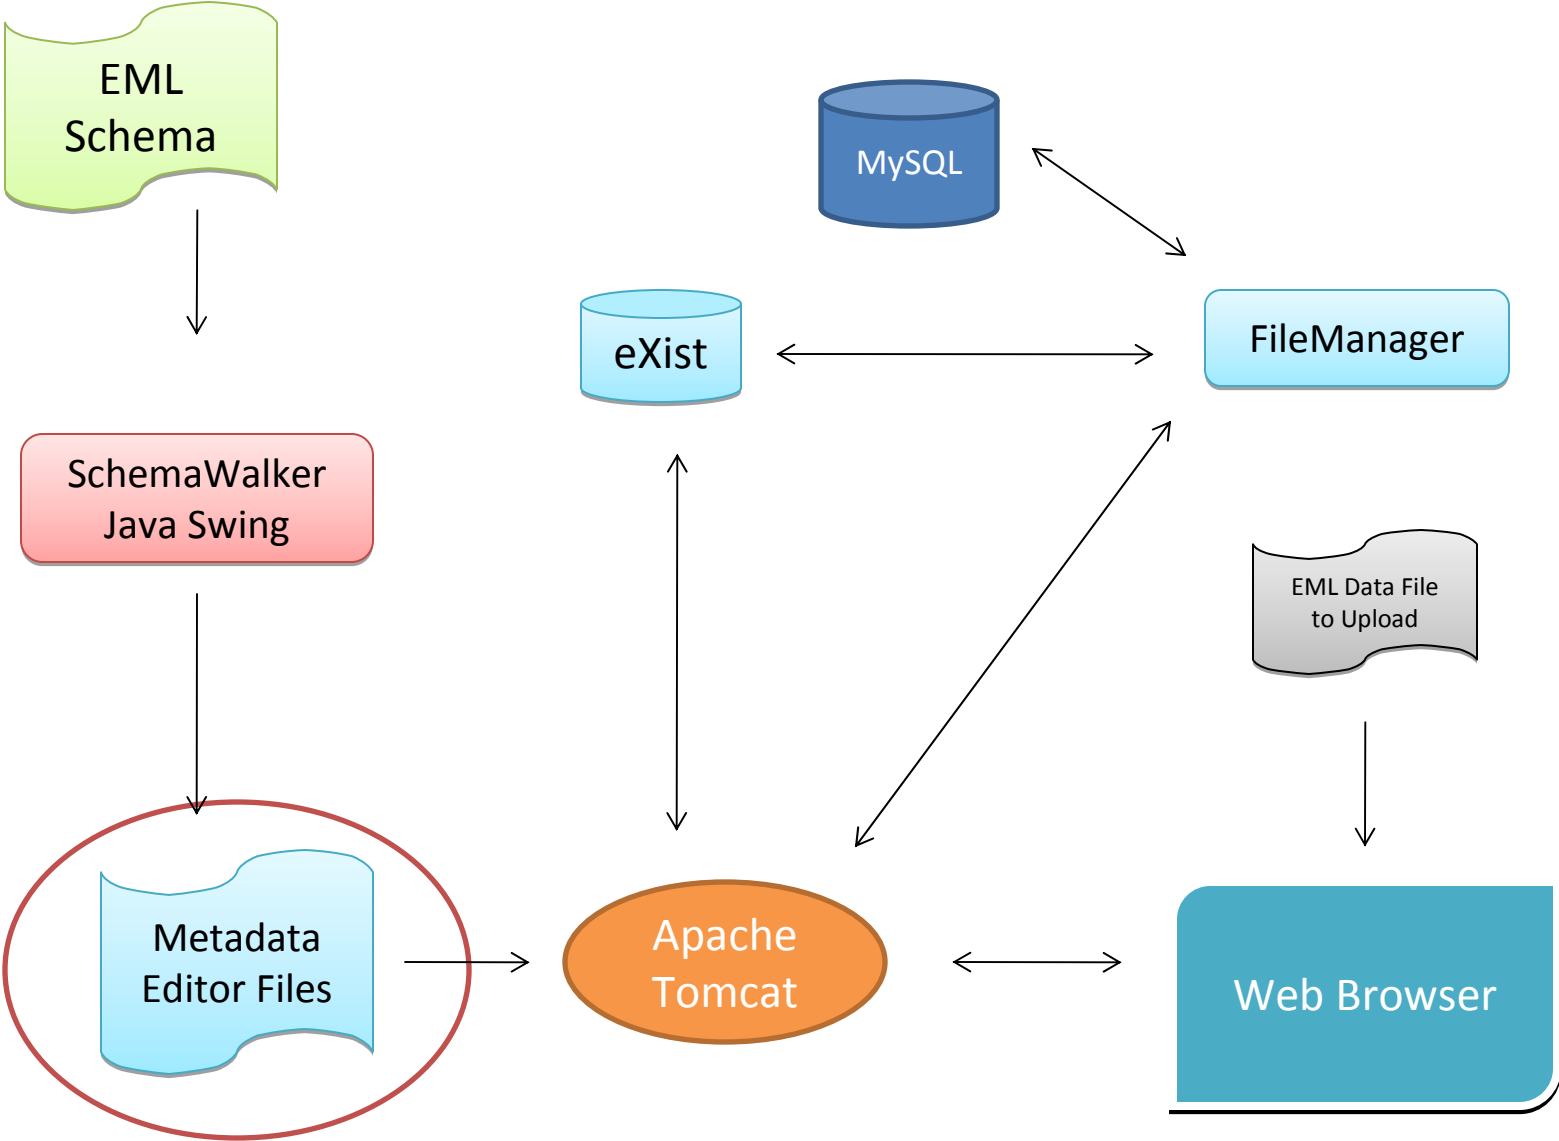 EML
Schema
MySQL
eXist
FileManager
SchemaWalker
Java Swing
EML Data File
to Upload
Metadata
Editor Files
Apache
Tomcat
Web Browser